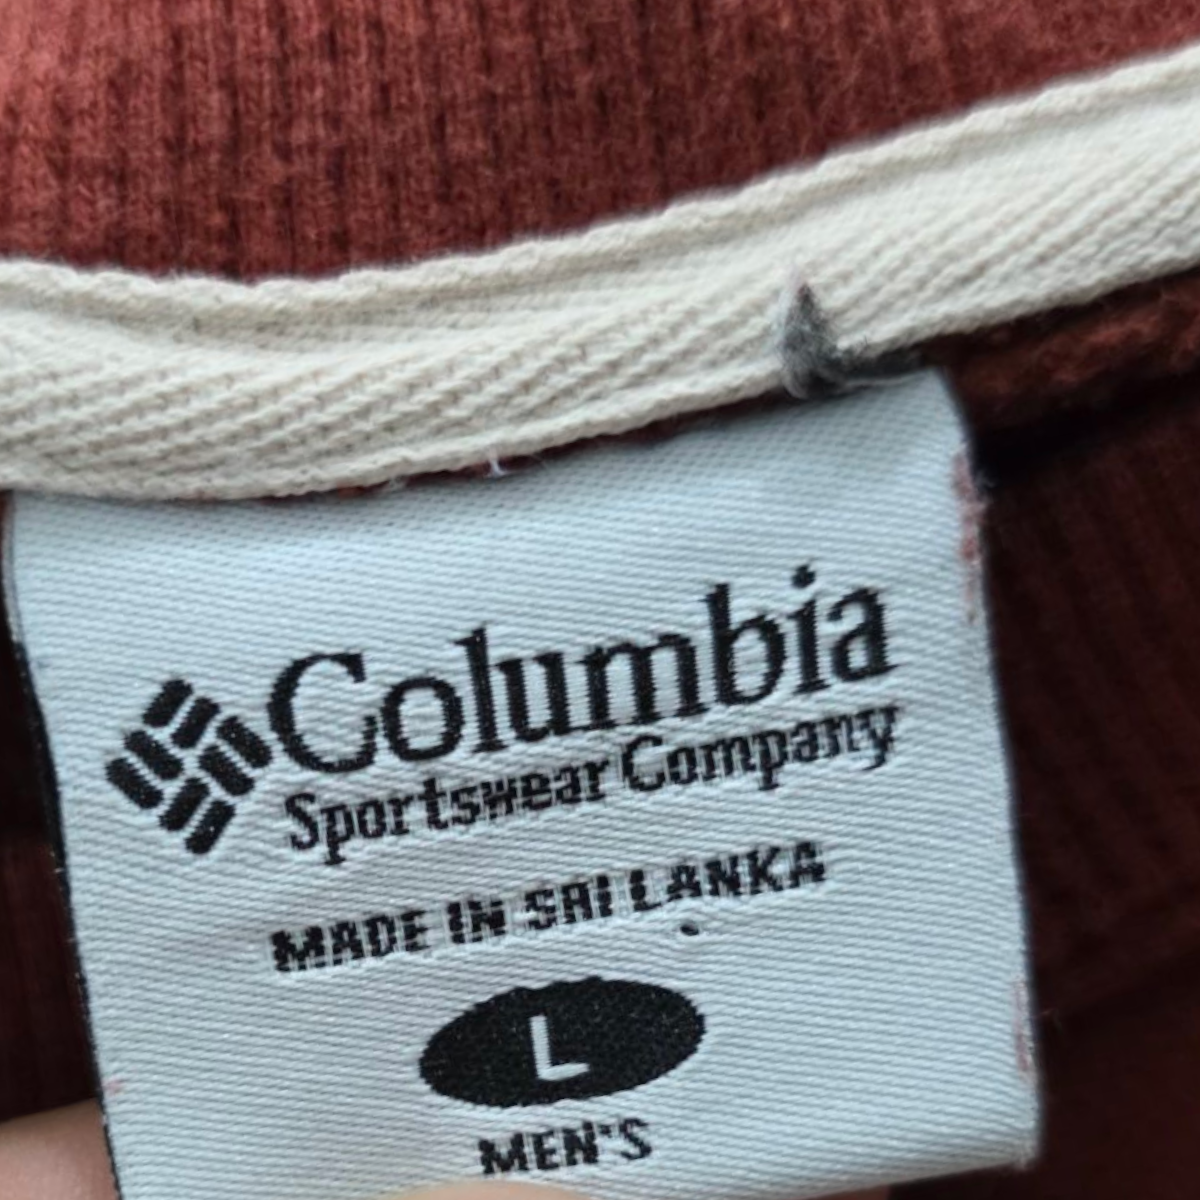 Columbia
Sportswear Company
MADE IN SRI LANKA
L
MEN'S